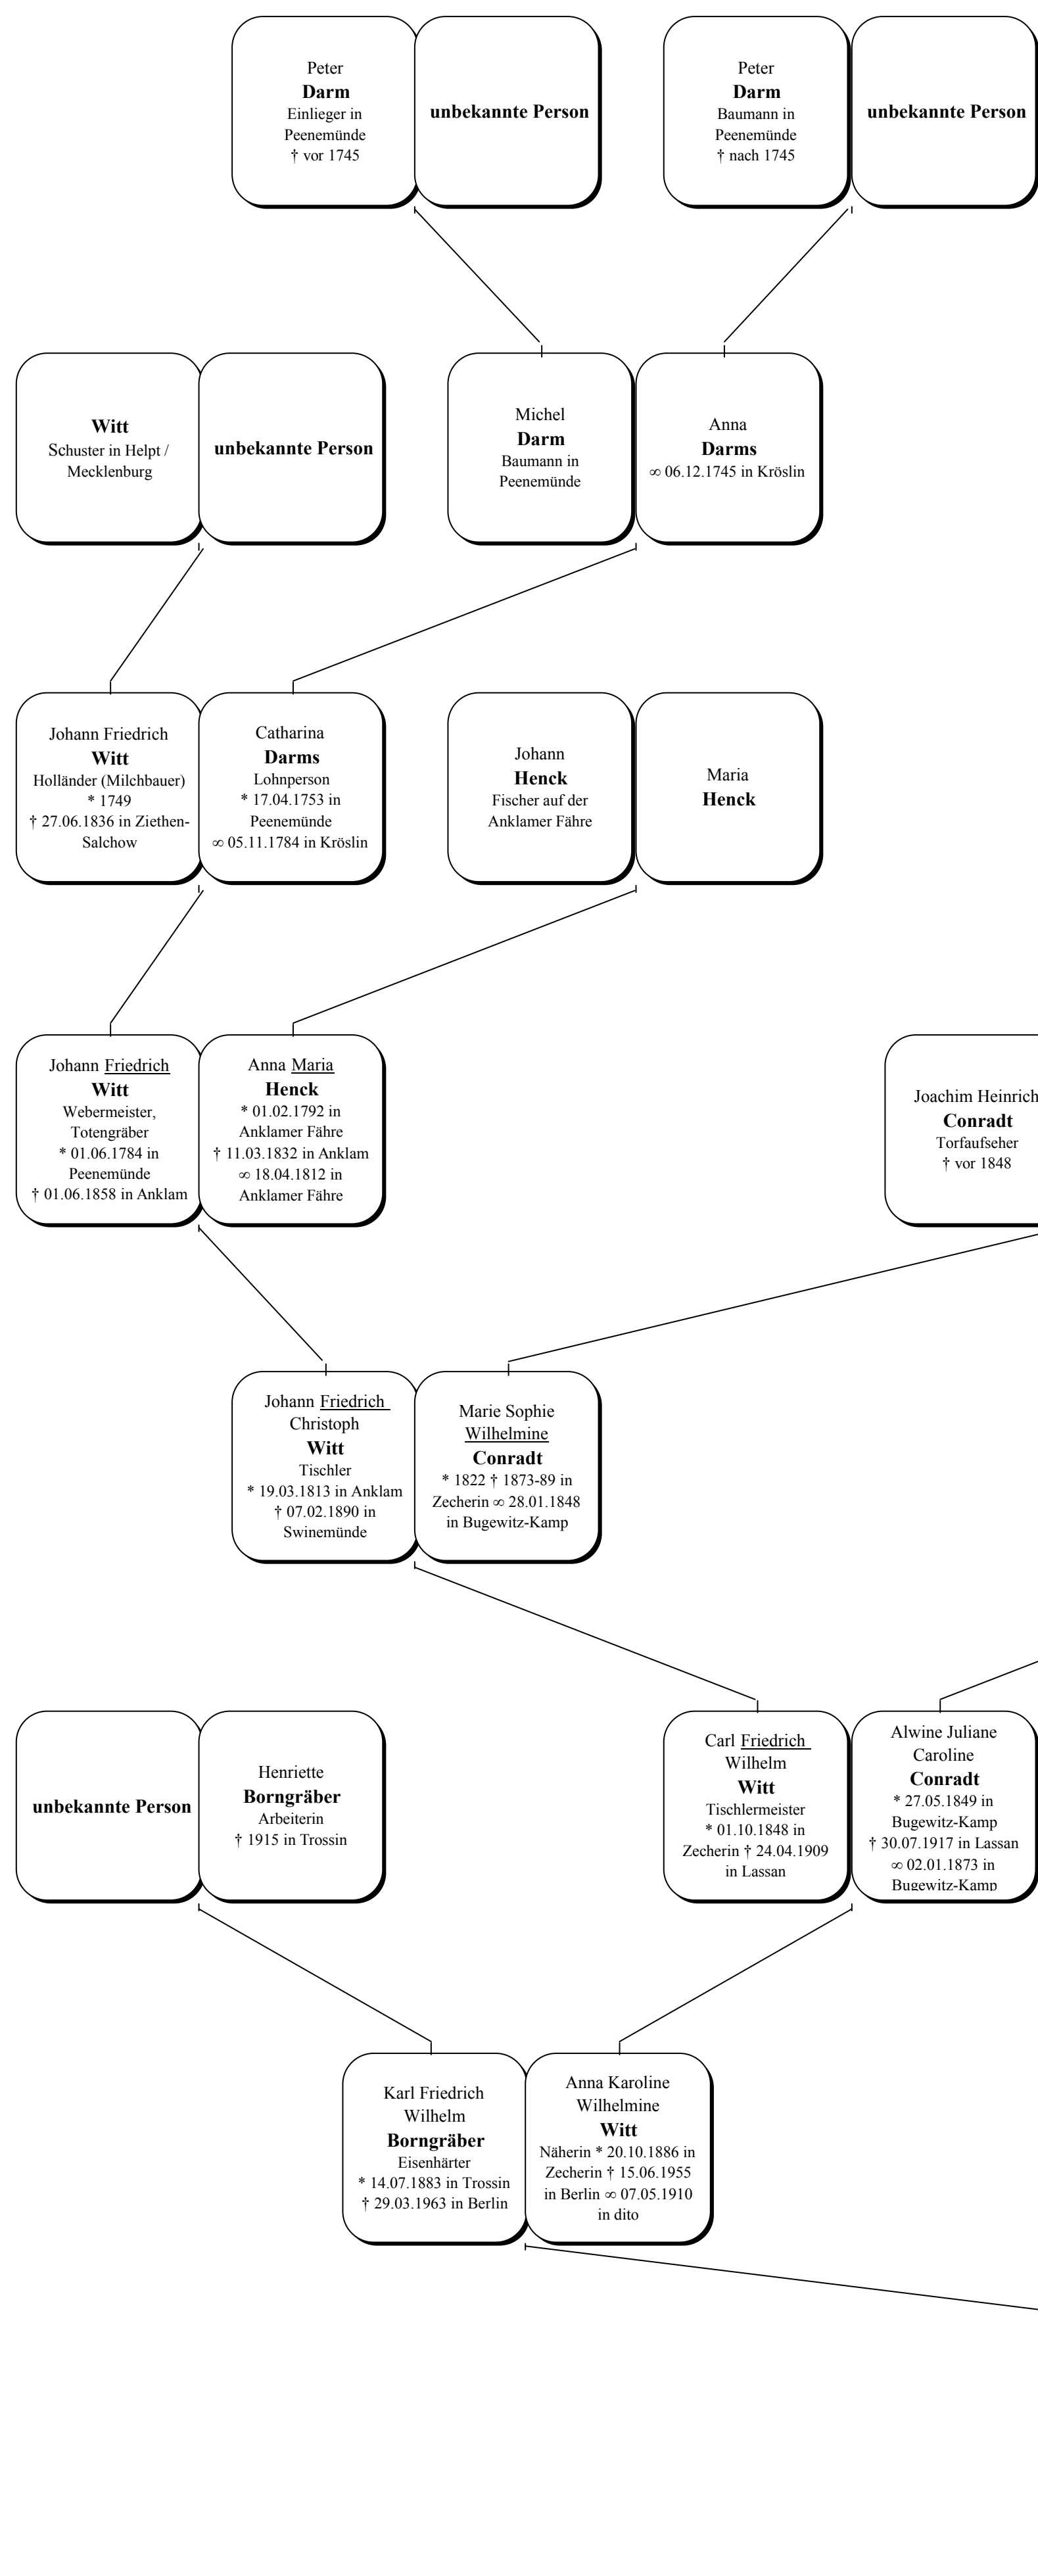 Peter
Darm
Einlieger in
Peenemünde
† vor 1745
unbekannte Person
Peter
Darm
Baumann in
Peenemünde
† nach 1745
unbekannte Person
Witt
Schuster in Helpt /
Mecklenburg
unbekannte Person
Michel
Darm
Baumann in
Peenemünde
Anna
Darms
∞ 06.12.1745 in Kröslin
Johann Friedrich
Witt
Holländer (Milchbauer)
* 1749
† 27.06.1836 in Ziethen-
Salchow
Catharina
Darms
Lohnperson
* 17.04.1753 in
Peenemünde
∞ 05.11.1784 in Kröslin
Johann
Henck
Fischer auf der
Anklamer Fähre
Maria
Henck
Johann Friedrich
Witt
Webermeister,
Totengräber
* 01.06.1784 in
Peenemünde
† 01.06.1858 in Anklam
Anna Maria
Henck
* 01.02.1792 in
Anklamer Fähre
† 11.03.1832 in Anklam
∞ 18.04.1812 in
Anklamer Fähre
Joachim Heinrich
Conradt
Torfaufseher
† vor 1848
Johann Friedrich
Christoph
Witt
Tischler
* 19.03.1813 in Anklam
† 07.02.1890 in
Swinemünde
Marie Sophie
Wilhelmine
Conradt
* 1822 † 1873-89 in
Zecherin ∞ 28.01.1848
in Bugewitz-Kamp
unbekannte Person
Henriette
Borngräber
Arbeiterin
† 1915 in Trossin
Carl Friedrich
Wilhelm
Witt
Tischlermeister
* 01.10.1848 in
Zecherin † 24.04.1909
in Lassan
Alwine Juliane
Caroline
Conradt
* 27.05.1849 in
Bugewitz-Kamp
† 30.07.1917 in Lassan
∞ 02.01.1873 in
Bugewitz-Kamp
Karl Friedrich
Wilhelm
Borngräber
Eisenhärter
* 14.07.1883 in Trossin
† 29.03.1963 in Berlin
Anna Karoline
Wilhelmine
Witt
Näherin * 20.10.1886 in
Zecherin † 15.06.1955
in Berlin ∞ 07.05.1910
in dito